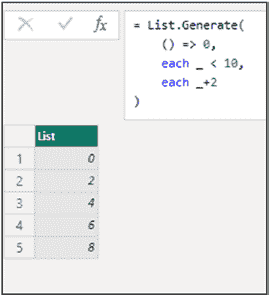 fx
= List.Generate(
() => 0,
each _ < 10,
each _+2
)
List
1 0
2 2
3 4
4 6
5 8